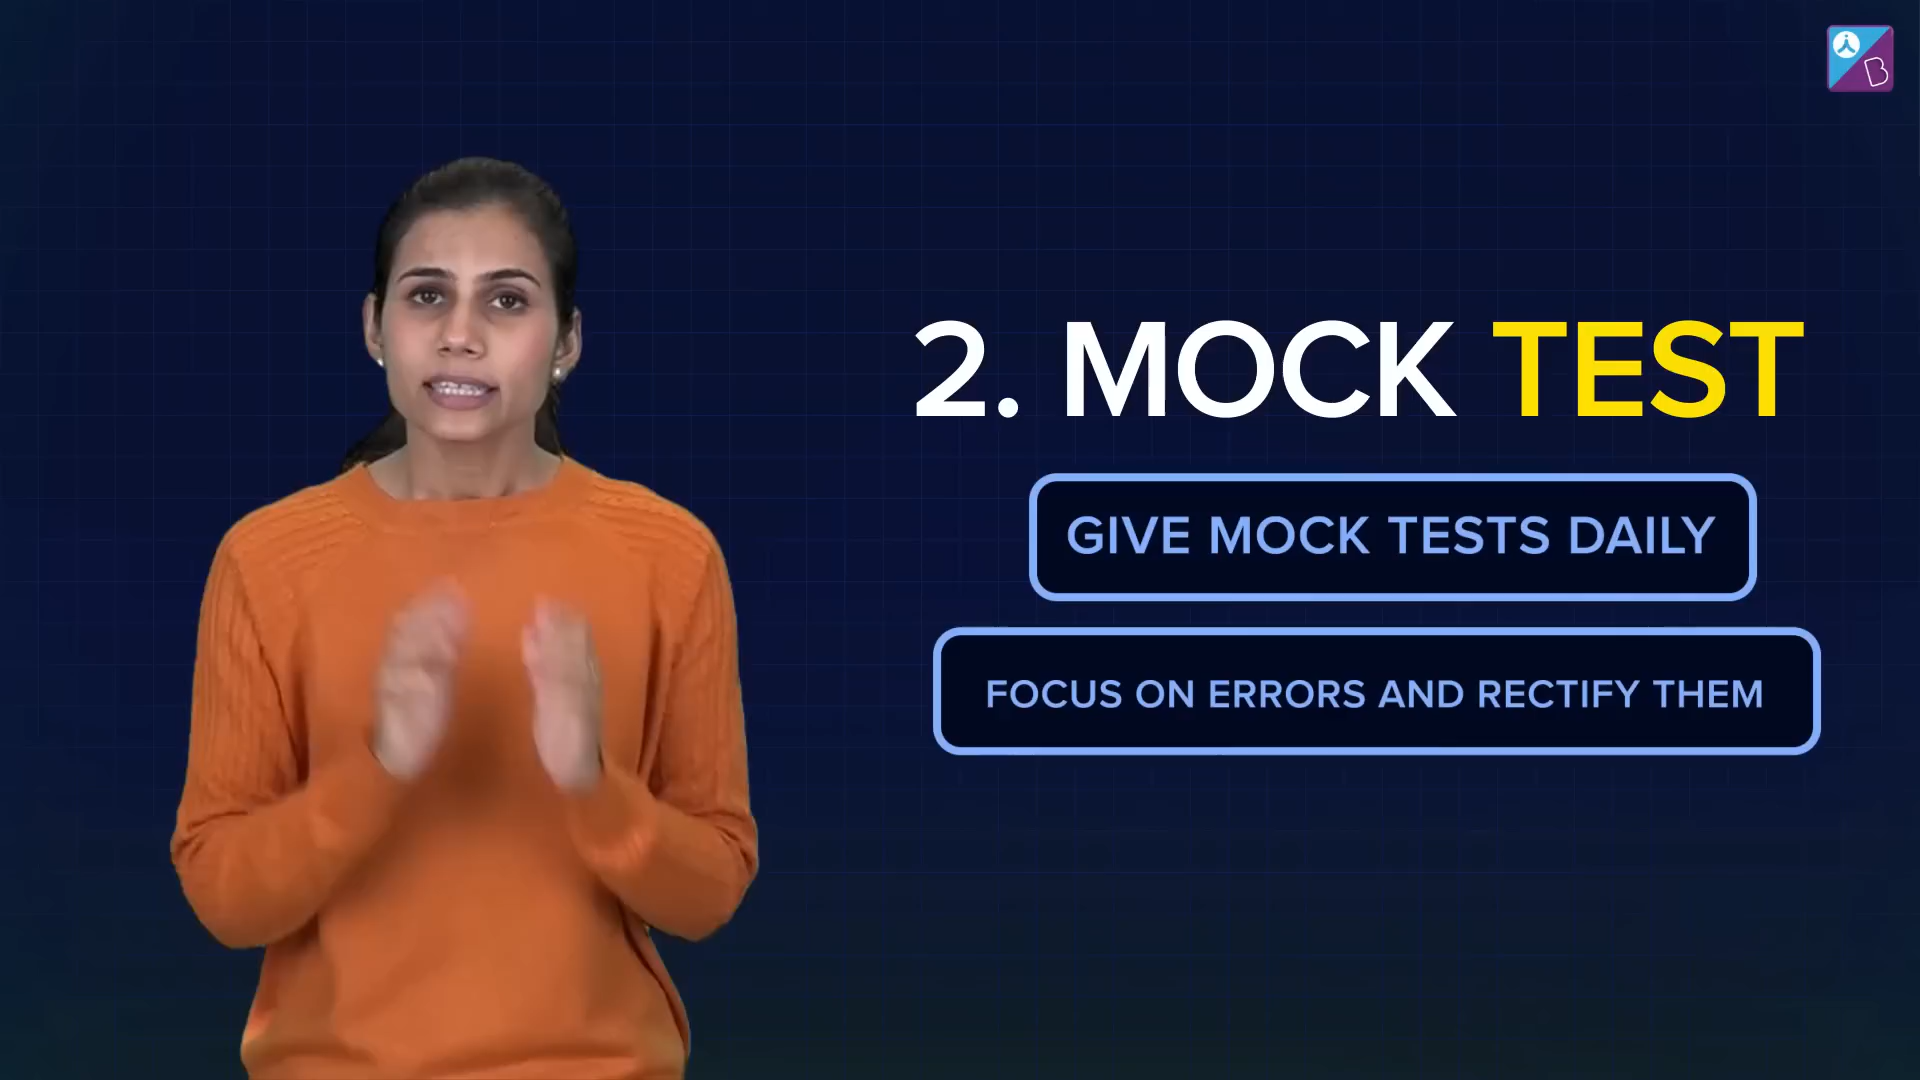 B
2. MOCK TEST
GIVE MOCK TESTS DAILY
FOCUS ON ERRORS AND RECTIFY THEM